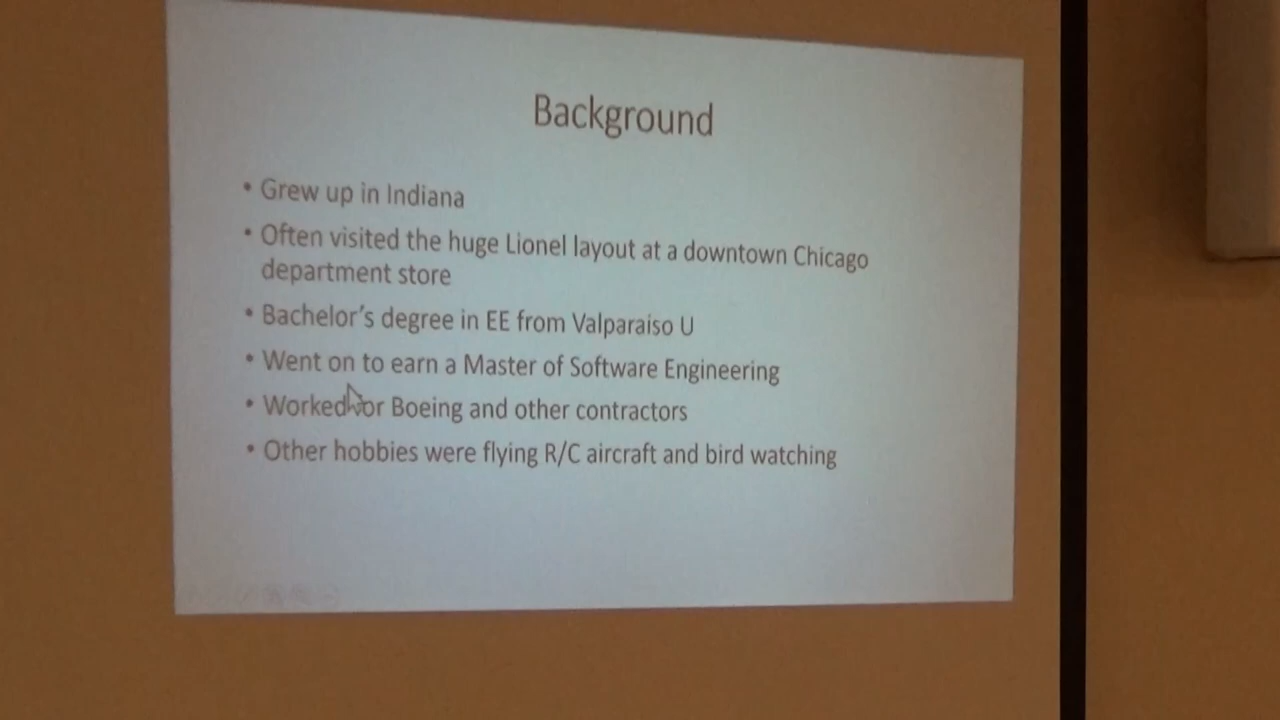 Background
• Grew up in Indiana
• Often visited the huge Lionel layout at a downtown Chicago
department store
• Bachelor's degree in EE from Valparaiso U
• Went on to earn a Master of Software Engineering
• Worked for Boeing and other contractors
• Other hobbies were flying R/C aircraft and bird watching